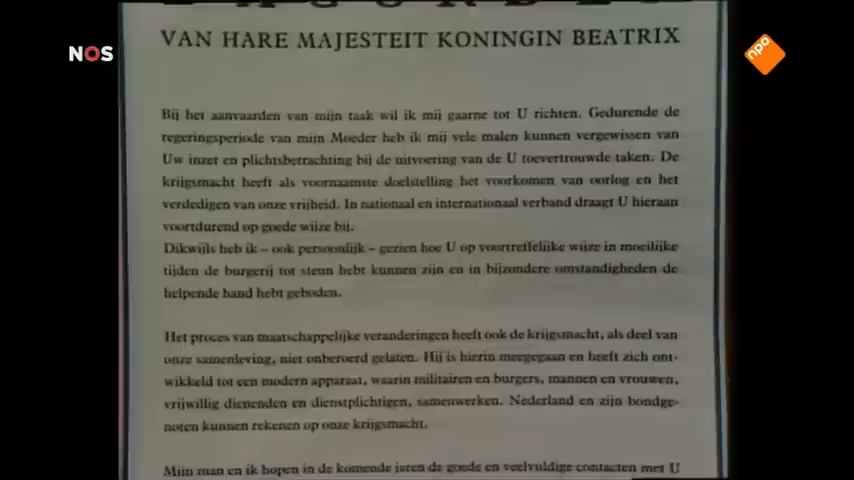 NOS
npo
VAN HARE MAJESTEIT KONINGIN BEATRIX
Bij het aanvaarden van mijn taak wil ik mij gaarne tot U richten. Gedurende de
regeringsperiode van mijn Moeder heb ik mij vele malen kunnen vergewissen van
Uw inzet en plichtsbetrachting bij de uitvoering van de U toevertrouwde taken. De
krijgsmacht heeft als voornaamste doelstelling het voorkomen van oorlog en het
verdedigen van onze vrijheid. In nationaal en internationaal verband draagt U hieraan
voortdurend op goede wijze bij.
Dikwijls heb ik – ook persoonlijk – gezien hoe U op voortreffelijke wijze in moeilijke
tijden de burgerij tot steun hebt kunnen zijn en in bijzondere omstandigheden de
helpende hand hebt geboden.
Het proces van maatschappelijke veranderingen heeft ook de krijgsmacht, als deel van
onze samenleving, niet onberoerd gelaten. Hij is hierin meegegaan en heeft zich ont-
wikkeld tot een modern apparaat, waarin militairen en burgers, mannen en vrouwen,
vrijwillig dienenden en dienstplichtigen, samenwerken. Nederland en zijn bondge-
noten kunnen rekenen op onze krijgsmacht.
Mijn man en ik hopen in de komende jaren de goede en veelvuldige contacten met U